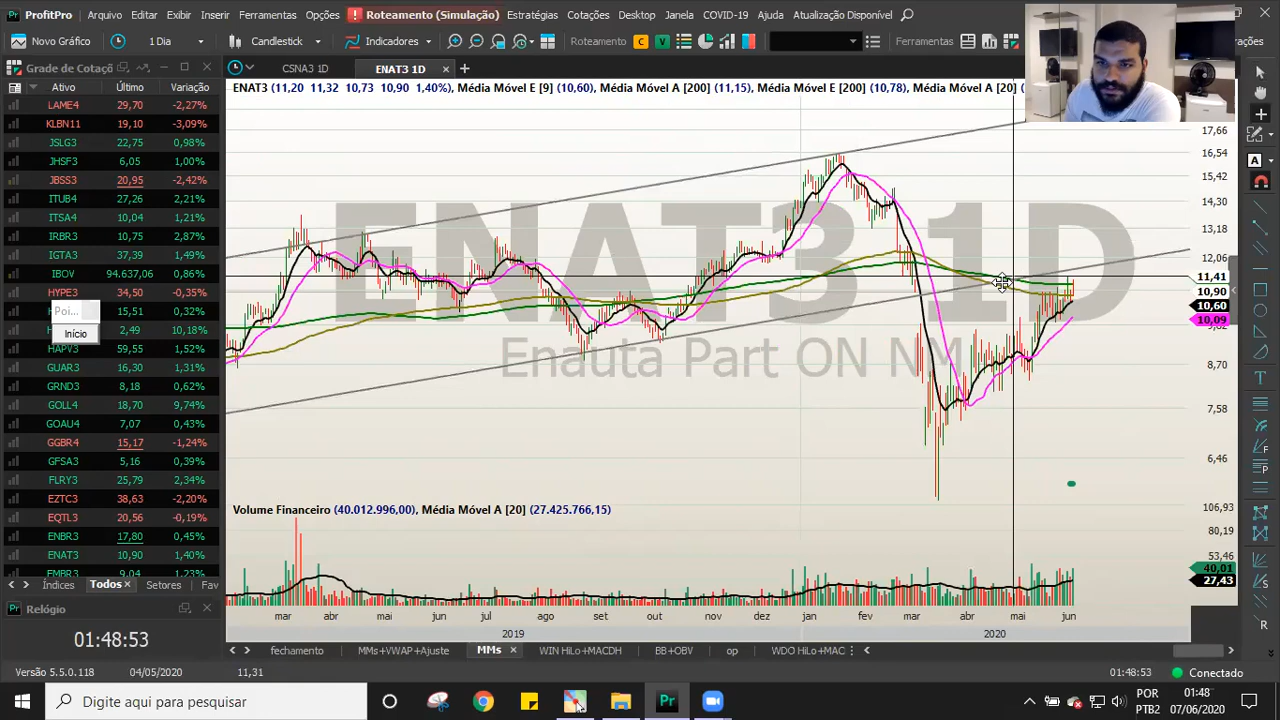 ProfitPro Arquivo Editar Exibir Inserir Ferramentas Opções Roteamento (Simulação) Estratégias Cotações Desktop Janela COVID-19 Ajuda Atualização Disponível
Novo Gráfico 1 Dia Candlestick Indicadores Roteamento C V Ferramentas
Grade de Cotaçõ CSNA3 1D ENAT3 1D
Ativo Último Variação
LAME4 29,70 -2,27%
KLBN11 19,10 -3,09%
JSLG3 22,75 0,98%
JHSF3 6,05 1,00%
JBSS3 20,95 -2,42%
ITUB4 27,26 2,21%
ITSA4 10,04 1,21%
IRBR3 10,75 2,87%
IGTA3 37,59 1,35%
IBOV 94.637,06 0,86%
HYPE3 34,50 -0,35%
15,51 0,32%
2,49 10,18%
HAPV3 59,55 1,52%
GUAR3 16,30 1,31%
GRND3 8,18 0,62%
GOLL4 18,70 9,74%
GOAU4 7,07 0,43%
GGBR4 15,17 -1,24%
GFSA3 5,16 0,39%
FLRY3 25,79 2,34%
EZTC3 38,63 -2,20%
EQTL3 20,56 -0,19%
ENBR3 17,80 0,45%
ENAT3 10,90 1,40%
EMBR3 9,04 1,23%
Poi...
Início
Índices Todos Setores Fav
Relógio
01:48:53
ENAT3 (11,20 11,32 10,73 10,90 1,40%), Média Móvel E [9] (10,60), Média Móvel A [200] (11,15), Média Móvel E [200] (10,78), Média Móvel A [20] (
ENAT3 1D
Enauta Part ON NM
17,66
16,54
15,42
14,30
13,18
12,06
11,41
10,90
10,60
10,09
8,70
7,58
6,46
Volume Financeiro (40.012.996,00), Média Móvel A [20] (27.425.766,15)
106,93
80,19
53,46
40,01
27,43
mar abr mai jun jul ago set out nov dez jan fev mar abr mai jun
2019 2020
fechamento MMs+VWAP+Ajuste MMs WIN HiLo+MACDH BB+OBV op WDO HiLo+MAC
Versão 5.5.0.118 04/05/2020 11,31 01:48:53 Conectado
Digite aqui para pesquisar
Pr
POR
PTB2
01:48
07/06/2020